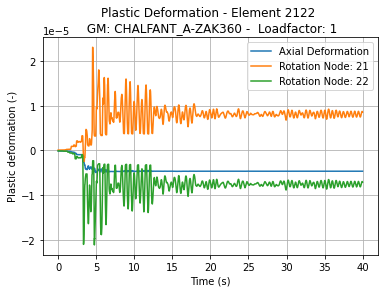 Plastic Deformation - Element 2122
GM: CHALFANT_A-ZAK360 -  Loadfactor: 1
1e−5
Axial Deformation
Rotation Node: 21
Rotation Node: 22
Plastic deformation (-)
2
1
0
−1
−2
0 5 10 15 20 25 30 35 40
Time (s)